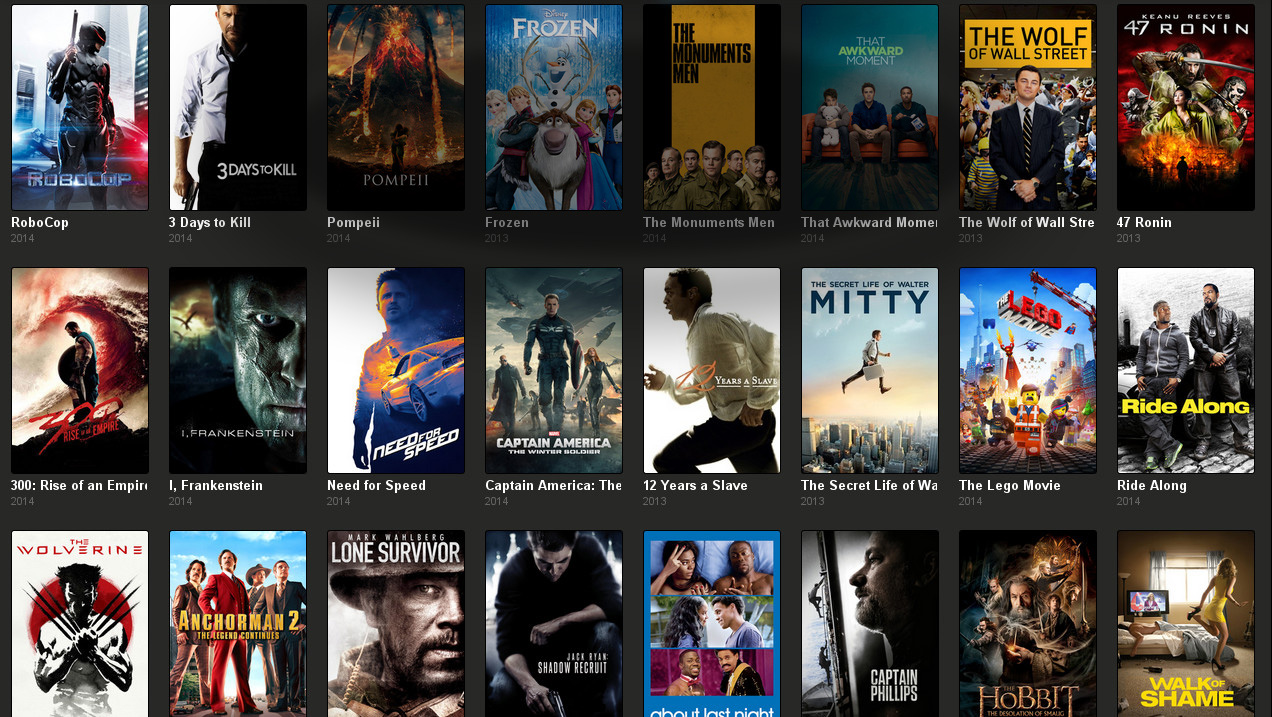 ROBOCOP
3DAYSTOKILL
POMPEII
Disney
FROZEN
THE
MONUMENTS
MEN
THAT
AWKWARD
MOMENT
THE WOLF
OF WALL STREET
KEANU REEVES
47 RONIN
RoboCop
3 Days to Kill
Pompeii
Frozen
The Monuments Men
That Awkward Momer
The Wolf of Wall Stre
47 Ronin
2014
2014
2014
2013
2014
2014
2013
2013
300
RISE OF AN EMPIRE
I, FRANKENSTEIN
NEED FOR
SPEED
MARVEL
CAPTAIN AMERICA
THE WINTER SOLDIER
12 YEARS A SLAVE
THE SECRET LIFE OF WALTER
MITTY
THE LEGO
MOVIE
Ride Along
300: Rise of an Empire
I, Frankenstein
Need for Speed
Captain America: The
12 Years a Slave
The Secret Life of Wa
The Lego Movie
Ride Along
2014
2014
2014
2014
2013
2013
2014
2014
THE
WOLVERINE
ANCHORMAN 2
THE LEGEND CONTINUES
MARK WAHLBERG
LONE SURVIVOR
JACK RYAN:
SHADOW RECRUIT
about last night
CAPTAIN
PHILLIPS
THE
HOBBIT
THE DESOLATION OF SMAUG
WALK OF
SHAME